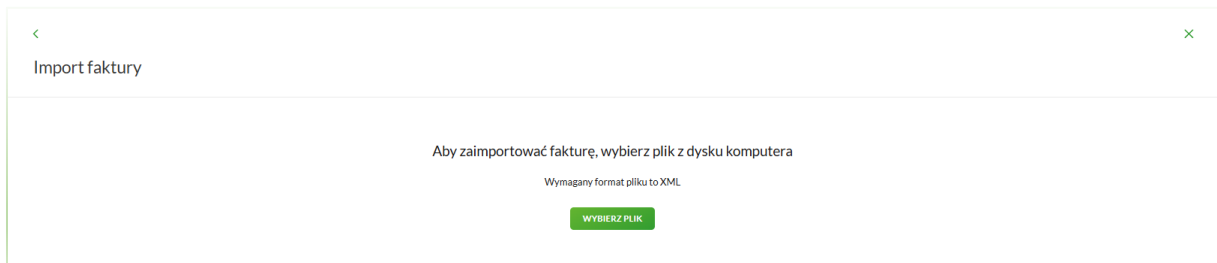 Import faktury
Aby zaimportować fakturę, wybierz plik z dysku komputera
Wymagany format pliku to XML
WYBIERZ PLIK